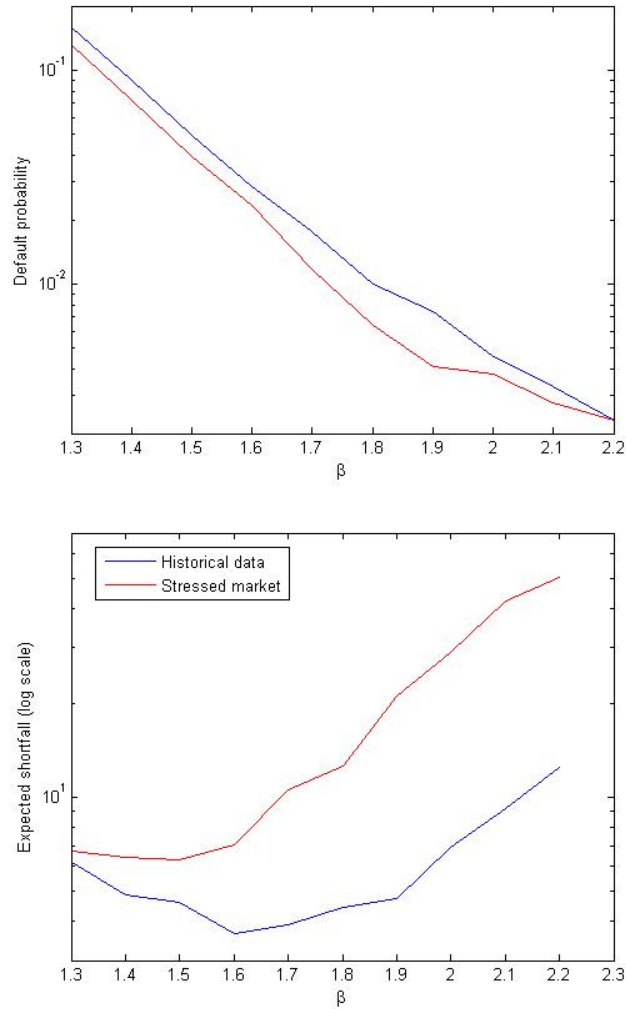 10^-1
10^-2
Default probability
1.3 1.4 1.5 1.6 1.7 1.8 1.9 2 2.1 2.2
β
Historical data
Stressed market
Expected shortfall (log scale)
10^1
1.3 1.4 1.5 1.6 1.7 1.8 1.9 2 2.1 2.2 2.3
β